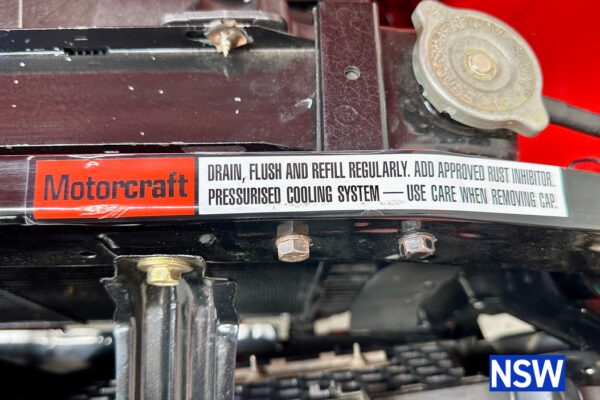 Motorcraft
DRAIN, FLUSH AND REFILL REGULARLY. ADD APPROVED RUST INHIBITOR.
PRESSURISED COOLING SYSTEM — USE CARE WHEN REMOVING CAP.
NSW